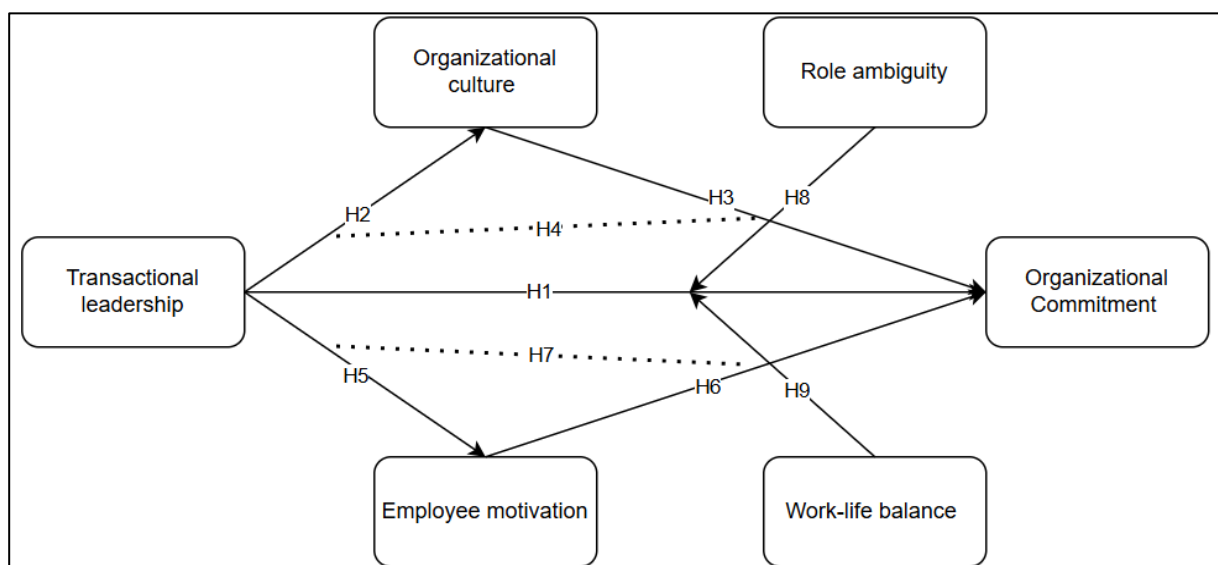 Organizational
culture
Role ambiguity
H2
H3
H8
H4
Transactional
leadership
H1
Organizational
Commitment
H7
H5
H6
H9
Employee motivation
Work-life balance